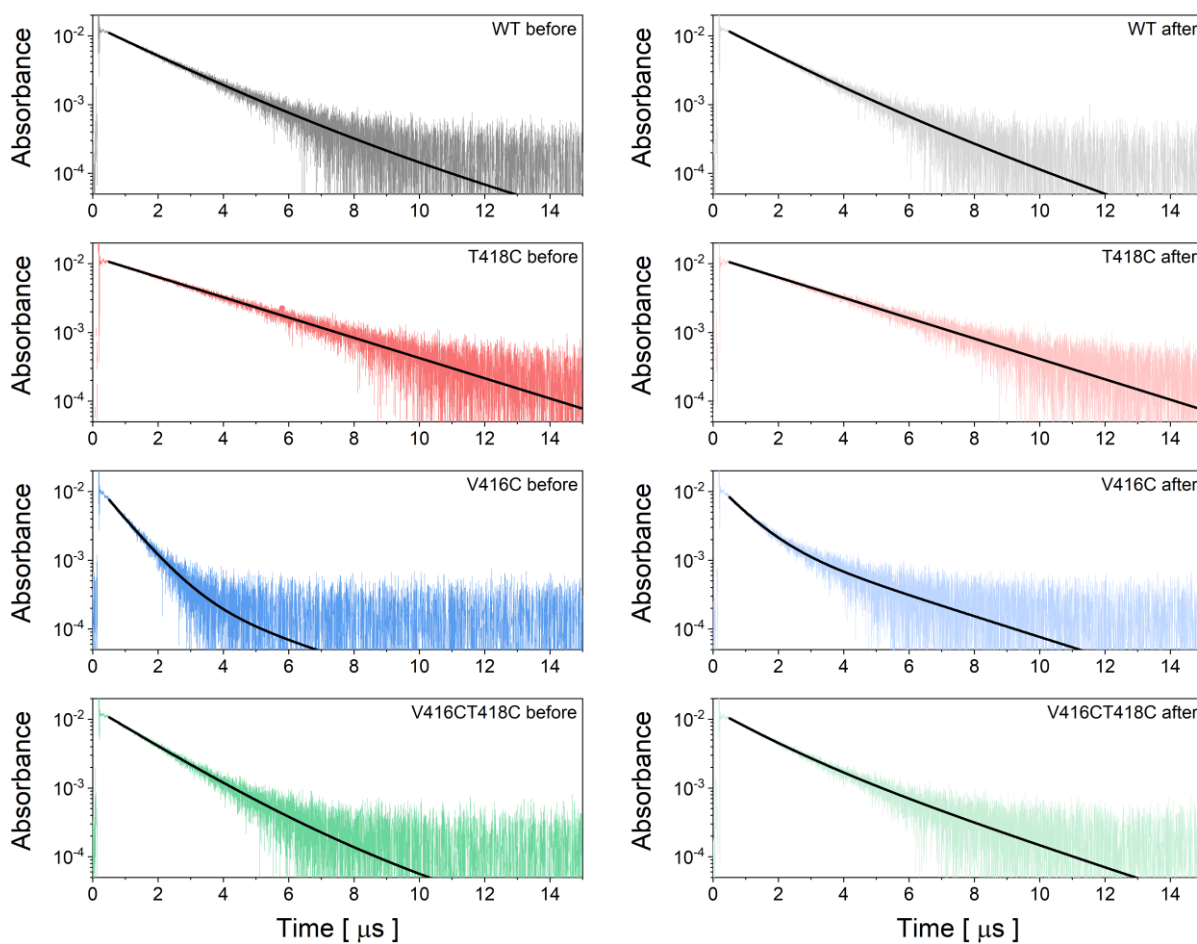 WT before
Absorbance
10⁻²
10⁻³
10⁻⁴
0 2 4 6 8 10 12 14
WT after
Absorbance
10⁻²
10⁻³
10⁻⁴
0 2 4 6 8 10 12 14
T418C before
Absorbance
10⁻²
10⁻³
10⁻⁴
0 2 4 6 8 10 12 14
T418C after
Absorbance
10⁻²
10⁻³
10⁻⁴
0 2 4 6 8 10 12 14
V416C before
Absorbance
10⁻²
10⁻³
10⁻⁴
0 2 4 6 8 10 12 14
V416C after
Absorbance
10⁻²
10⁻³
10⁻⁴
0 2 4 6 8 10 12 14
V416CT418C before
Absorbance
10⁻²
10⁻³
10⁻⁴
0 2 4 6 8 10 12 14
Time [ μs ]
V416CT418C after
Absorbance
10⁻²
10⁻³
10⁻⁴
0 2 4 6 8 10 12 14
Time [ μs ]